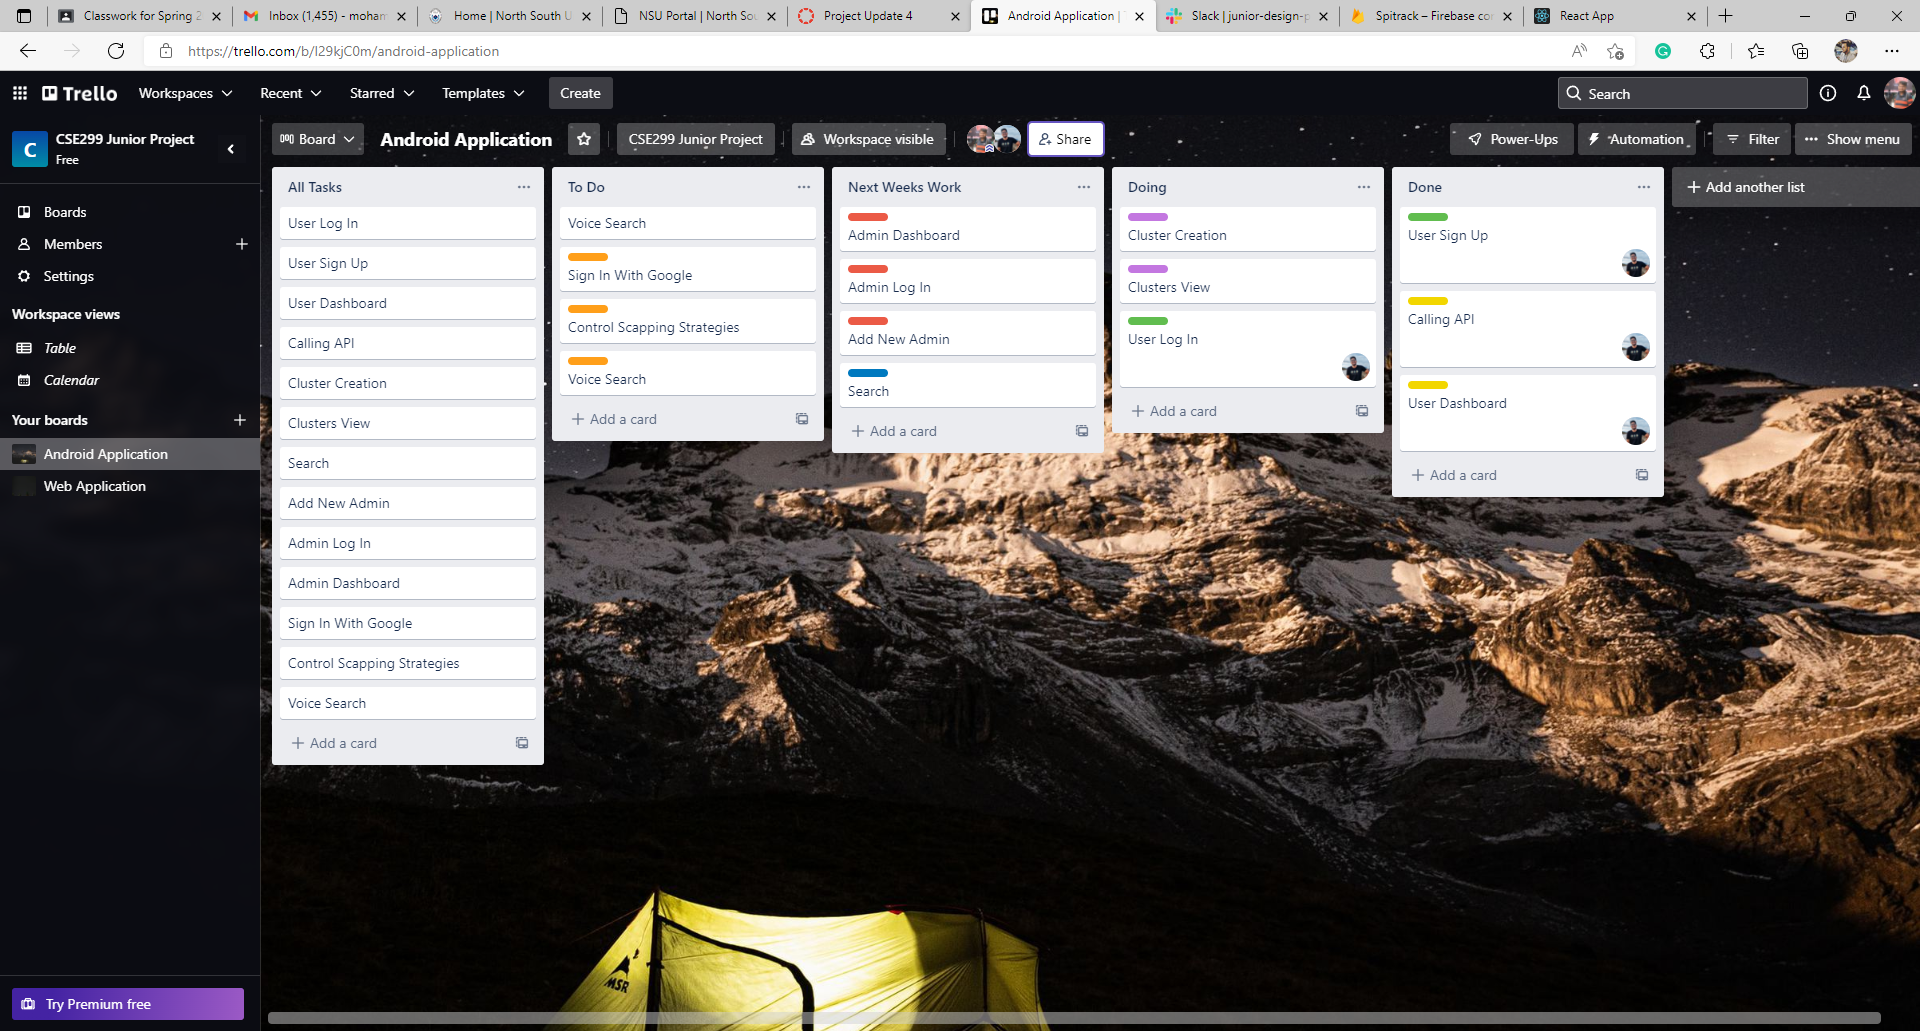 Classwork for Spring 2
Inbox (1,455) - moham
Home | North South U
NSU Portal | North Sou
Project Update 4
Android Application | T
Slack | junior-design-p
Spitrack – Firebase con
React App
https://trello.com/b/l29kjC0m/android-application
Trello
Workspaces
Recent
Starred
Templates
Create
Search
C
CSE299 Junior Project
Free
Board
Android Application
CSE299 Junior Project
Workspace visible
Share
Power-Ups
Automation
Filter
Show menu
Boards
Members
Settings
Workspace views
Table
Calendar
Your boards
Android Application
Web Application
Try Premium free
All Tasks
User Log In
User Sign Up
User Dashboard
Calling API
Cluster Creation
Clusters View
Search
Add New Admin
Admin Log In
Admin Dashboard
Sign In With Google
Control Scapping Strategies
Voice Search
Add a card
To Do
Voice Search
Sign In With Google
Control Scapping Strategies
Voice Search
Add a card
Next Weeks Work
Admin Dashboard
Admin Log In
Add New Admin
Search
Add a card
Doing
Cluster Creation
Clusters View
User Log In
Add a card
Done
User Sign Up
Calling API
User Dashboard
Add a card
Add another list
MSR